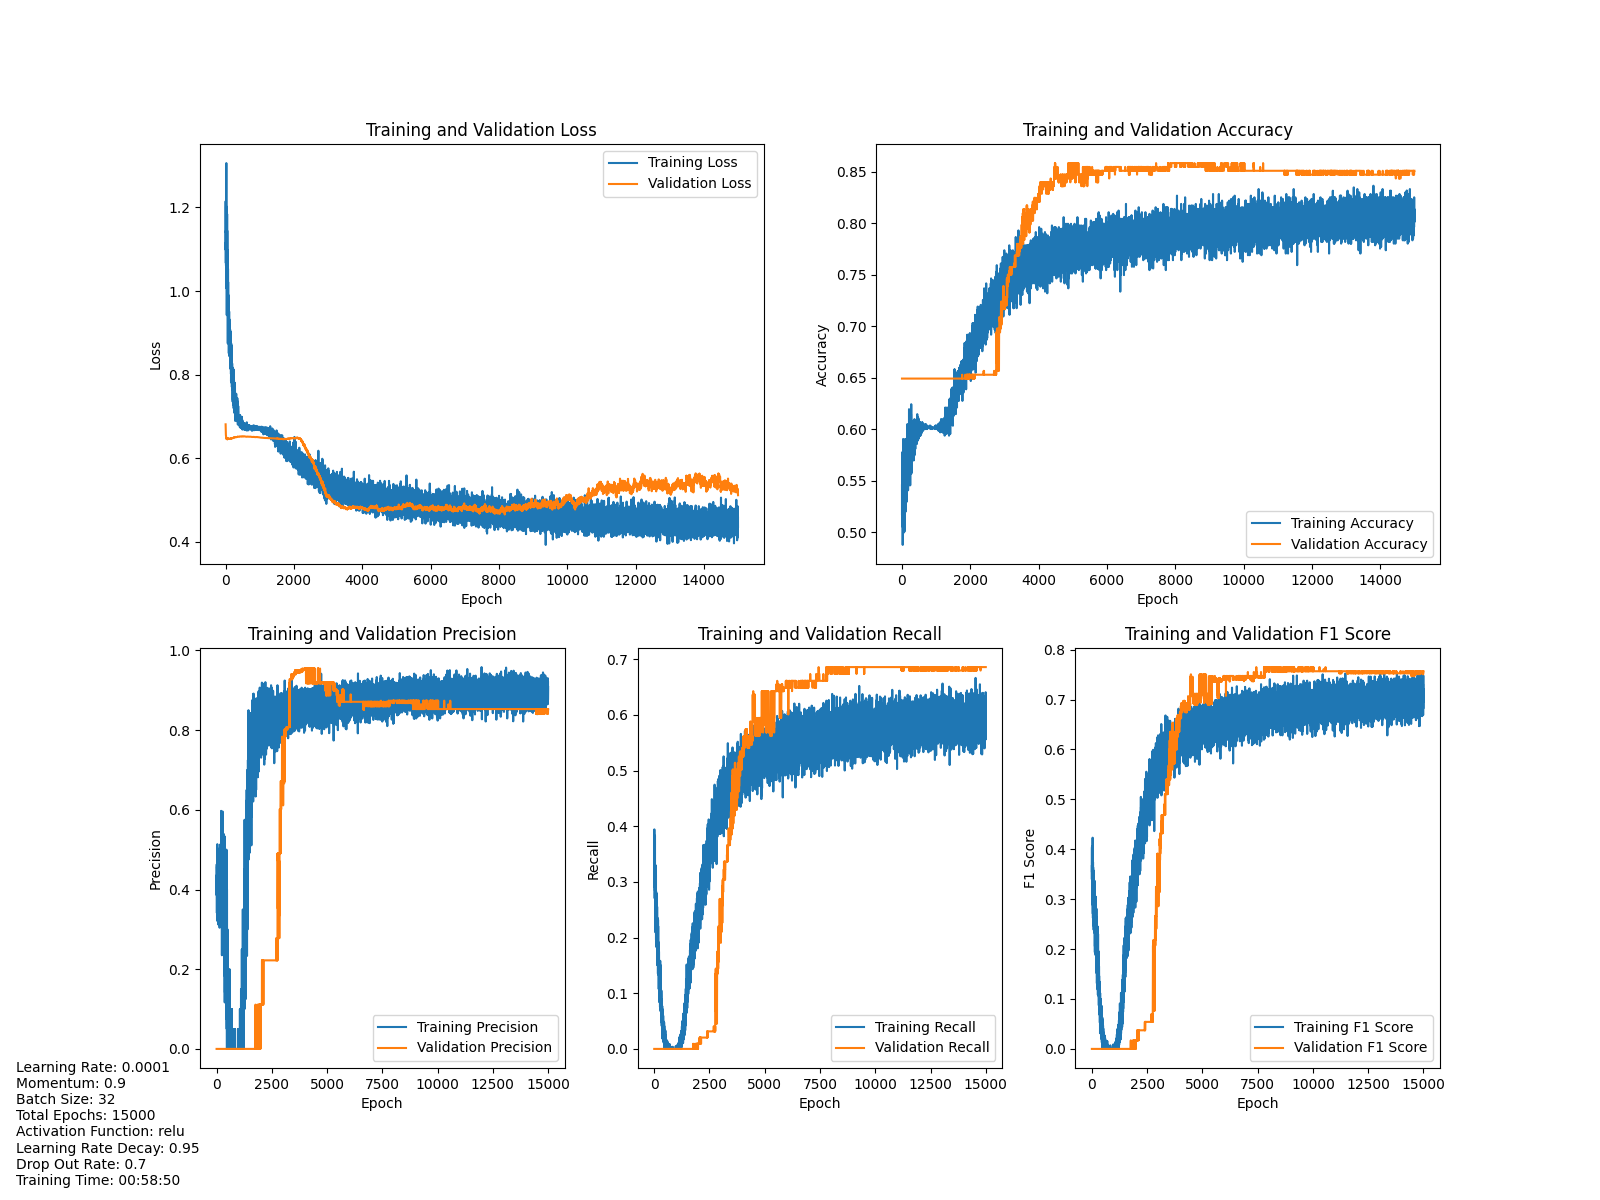 Training and Validation Loss
1.2
1.0
0.8
0.6
0.4
Loss
0 2000 4000 6000 8000 10000 12000 14000
Epoch
Training Loss
Validation Loss
Training and Validation Accuracy
0.85
0.80
0.75
0.70
0.65
0.60
0.55
0.50
Accuracy
0 2000 4000 6000 8000 10000 12000 14000
Epoch
Training Accuracy
Validation Accuracy
Training and Validation Precision
1.0
0.8
0.6
0.4
0.2
0.0
Precision
0 2500 5000 7500 10000 12500 15000
Epoch
Training Precision
Validation Precision
Training and Validation Recall
0.7
0.6
0.5
0.4
0.3
0.2
0.1
0.0
Recall
0 2500 5000 7500 10000 12500 15000
Epoch
Training Recall
Validation Recall
Training and Validation F1 Score
0.8
0.7
0.6
0.5
0.4
0.3
0.2
0.1
0.0
F1 Score
0 2500 5000 7500 10000 12500 15000
Epoch
Training F1 Score
Validation F1 Score
Learning Rate: 0.0001
Momentum: 0.9
Batch Size: 32
Total Epochs: 15000
Activation Function: relu
Learning Rate Decay: 0.95
Drop Out Rate: 0.7
Training Time: 00:58:50